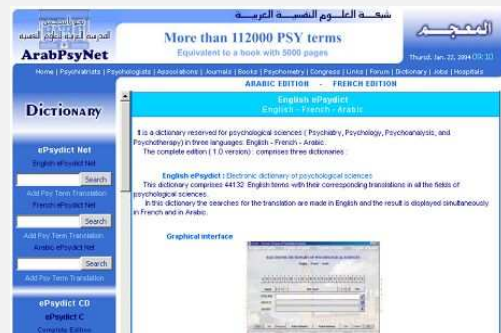 شبكة العلوم النفسية العربية
More than 112000 PSY terms
Equivalent to a book with 5000 pages
المعجم
ArabPsyNet
Thursd. Jan. 22, 2004 (09:10)
Home | Psychiatrists | Psychologists | Associations | Journals | Books | Psychometry | Congress | Links | Forum | Dictionary | Jobs | Hospitals
ARABIC EDITION - FRENCH EDITION
DICTIONARY
ePsydict Net
English ePsydict Net
Search
Add Psy Term Translation
French ePsydict Net
Search
Add Psy Term Translation
Arabic ePsydict Net
Search
Add Psy Term Translation
ePsydict CD
ePsydict C
Complete Edition
English ePsydict
English - French - Arabic
It is a dictionary reserved for psychological sciences ( Psychiatry, Psychology, Psychoanalysis, and
Psychotherapy) in three languages: English - French - Arabic.
The complete edition ( 1.0 version) : comprises three dictionaries :
English ePsydict : Electronic dictionary of psychological sciences
This dictionary comprises 44132 English terms with their corresponding translations in all the fields of
psychological sciences.
In this dictionary the searches for the translation are made in English and the result is displayed simultaneously
in French and in Arabic.
Graphical interface